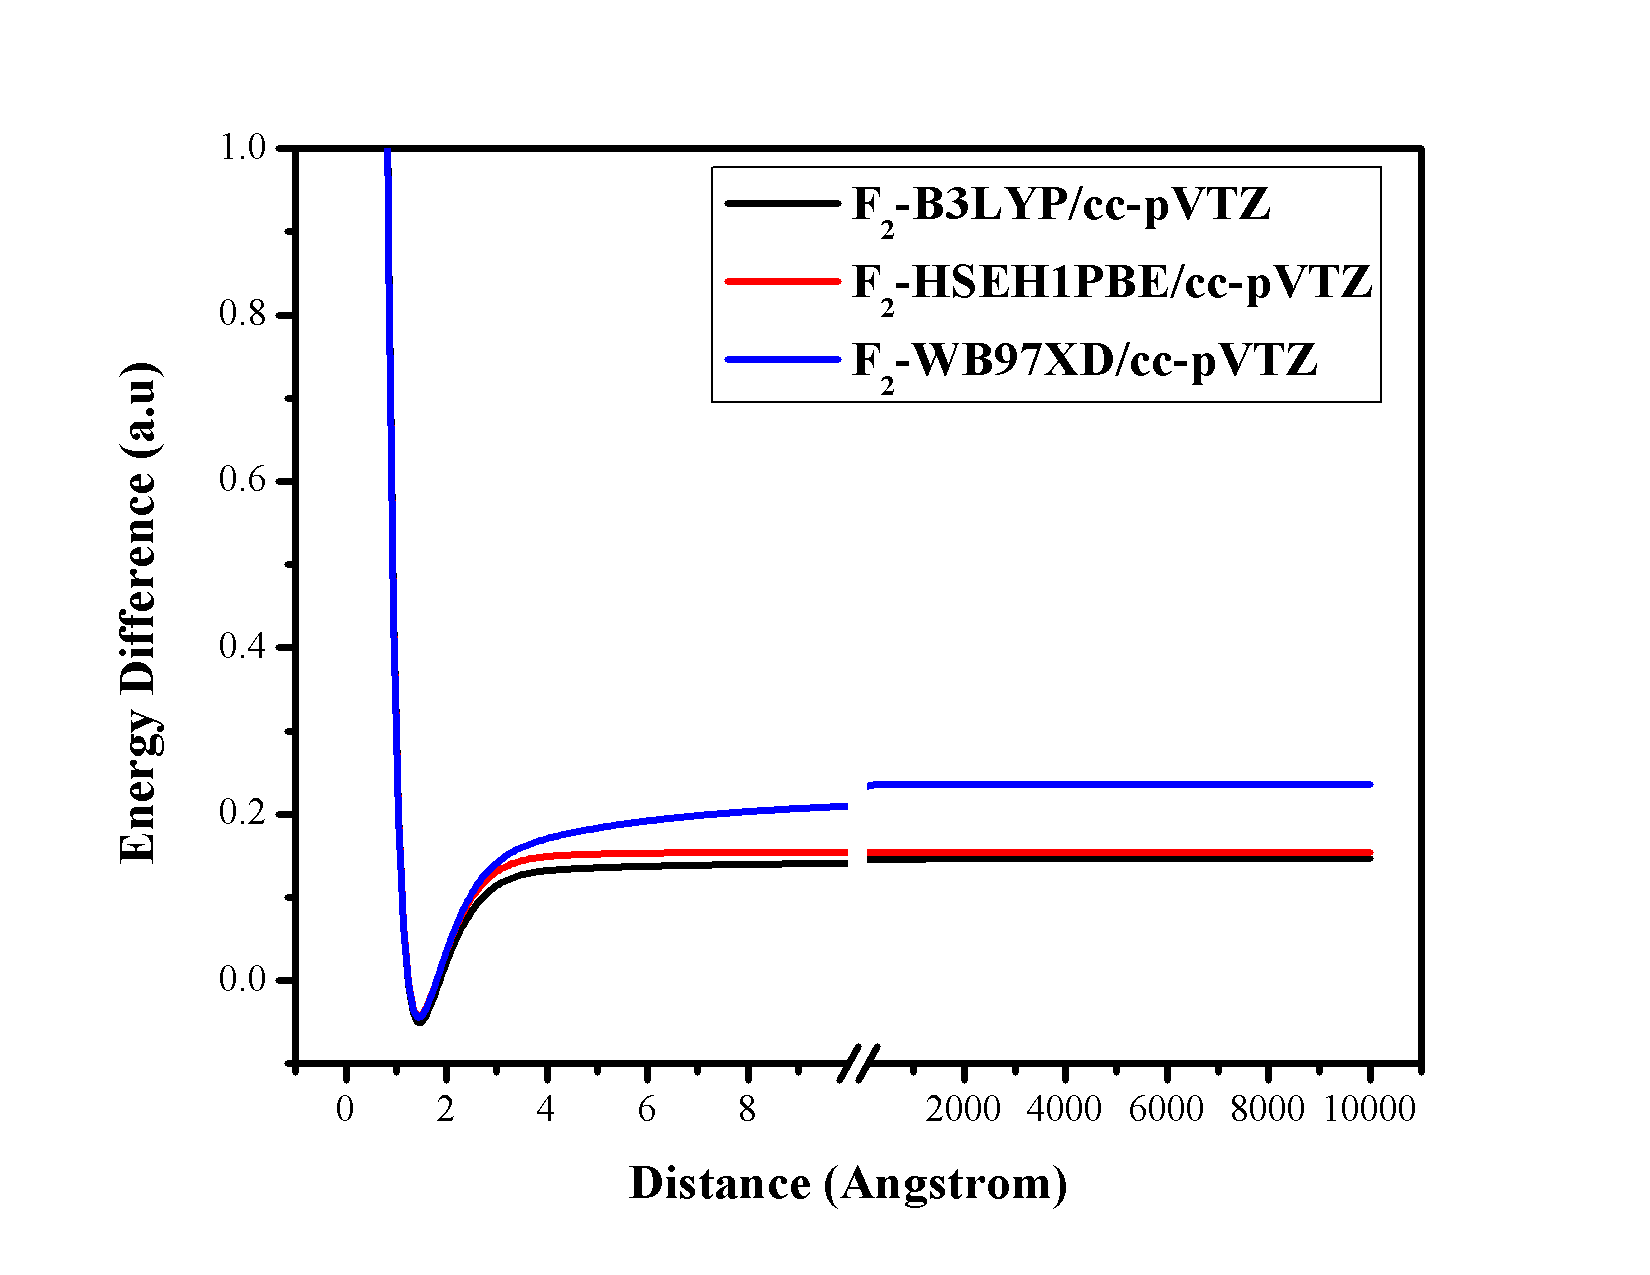 1.0
0.8
0.6
0.4
0.2
0.0
Energy Difference (a.u)
F2-B3LYP/cc-pVTZ
F2-HSEH1PBE/cc-pVTZ
F2-WB97XD/cc-pVTZ
0 2 4 6 8 2000 4000 6000 8000 10000
Distance (Angstrom)